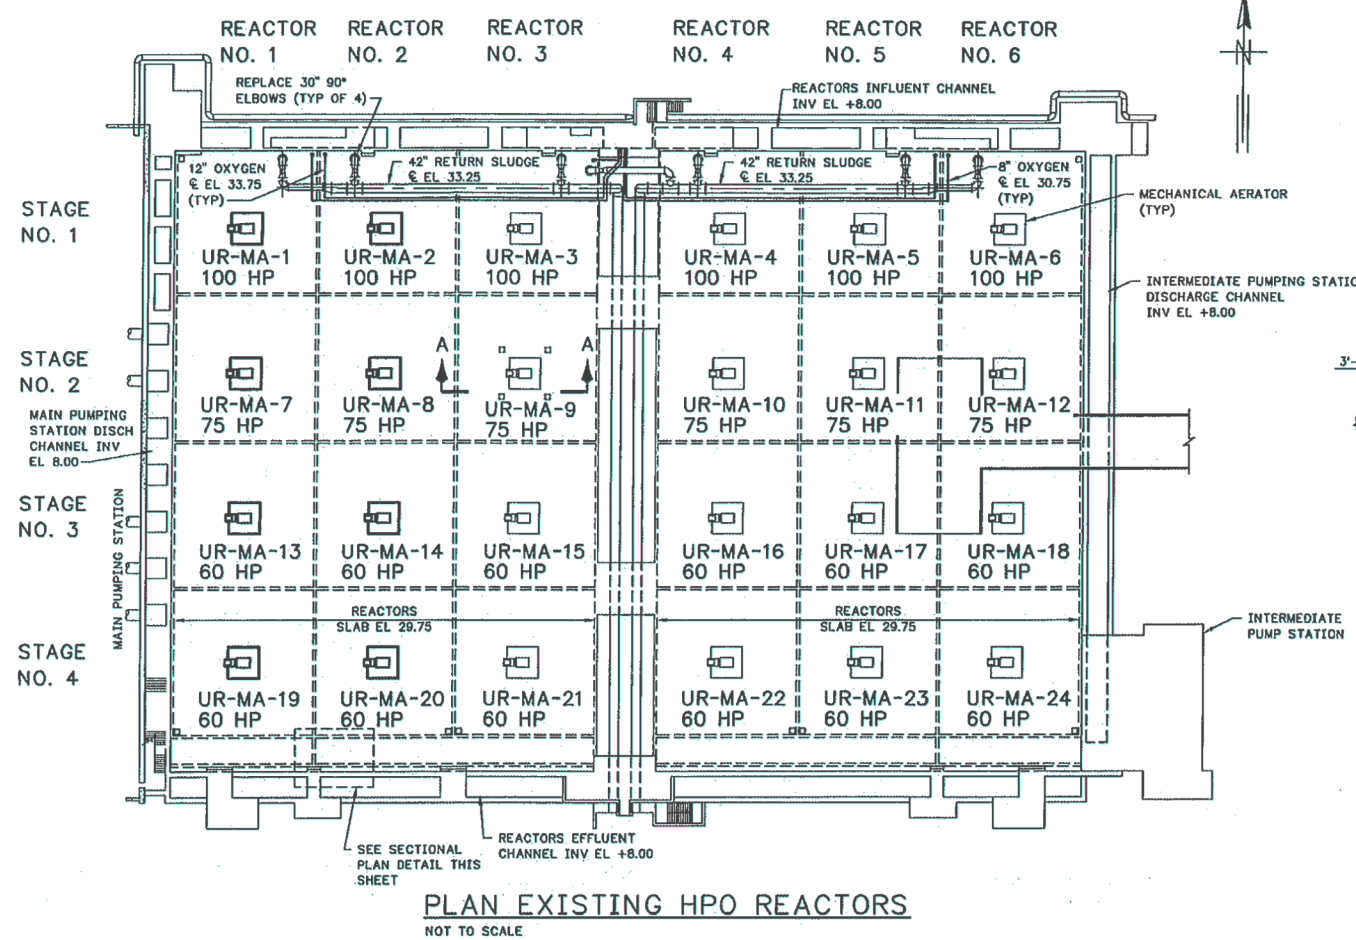 REACTOR
NO. 1
REACTOR
NO. 2
REACTOR
NO. 3
REACTOR
NO. 4
REACTOR
NO. 5
REACTOR
NO. 6
N
REPLACE 30" 90°
ELBOWS (TYP OF 4)
REACTORS INFLUENT CHANNEL
INV EL +8.00
12" OXYGEN
℄ EL 33.75
(TYP)
42" RETURN SLUDGE
℄ EL 33.25
42" RETURN SLUDGE
℄ EL 33.25
8" OXYGEN
℄ EL 30.75
(TYP)
MECHANICAL AERATOR
(TYP)
STAGE
NO. 1
UR-MA-1
100 HP
UR-MA-2
100 HP
UR-MA-3
100 HP
UR-MA-4
100 HP
UR-MA-5
100 HP
UR-MA-6
100 HP
INTERMEDIATE PUMPING STATIO
DISCHARGE CHANNEL
INV EL +8.00
STAGE
NO. 2
A
A
3'-
UR-MA-7
75 HP
UR-MA-8
75 HP
UR-MA-9
75 HP
UR-MA-10
75 HP
UR-MA-11
75 HP
UR-MA-12
75 HP
MAIN PUMPING
STATION DISCH
CHANNEL INV
EL 8.00
MAIN PUMPING STATION
STAGE
NO. 3
UR-MA-13
60 HP
UR-MA-14
60 HP
UR-MA-15
60 HP
UR-MA-16
60 HP
UR-MA-17
60 HP
UR-MA-18
60 HP
REACTORS
SLAB EL 29.75
REACTORS
SLAB EL 29.75
INTERMEDIATE
PUMP STATION
STAGE
NO. 4
UR-MA-19
60 HP
UR-MA-20
60 HP
UR-MA-21
60 HP
UR-MA-22
60 HP
UR-MA-23
60 HP
UR-MA-24
60 HP
SEE SECTIONAL
PLAN DETAIL THIS
SHEET
REACTORS EFFLUENT
CHANNEL INV EL +8.00
PLAN EXISTING HPO REACTORS
NOT TO SCALE